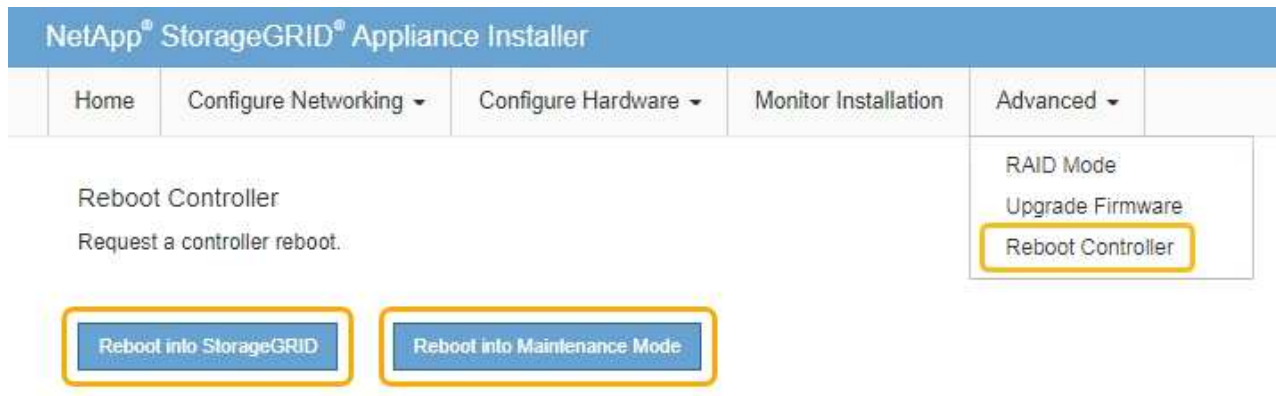 NetApp® StorageGRID® Appliance Installer
Home Configure Networking Configure Hardware Monitor Installation Advanced
RAID Mode
Upgrade Firmware
Reboot Controller
Reboot Controller
Request a controller reboot.
Reboot into StorageGRID Reboot into Maintenance Mode